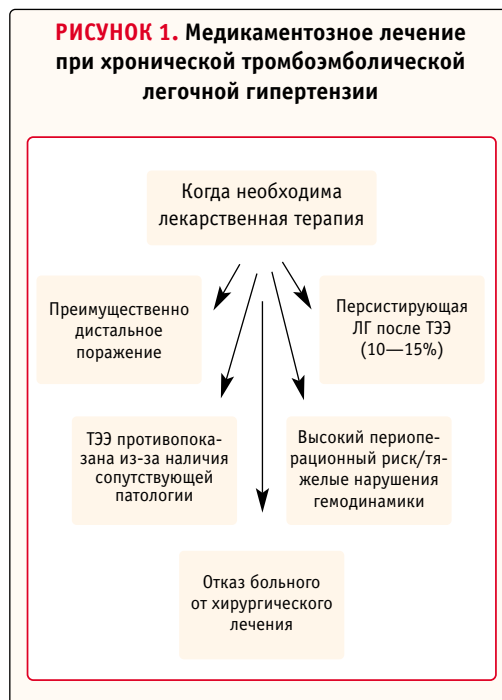 РИСУНОК 1. Медикаментозное лечение
при хронической тромбоэмболической
легочной гипертензии
Когда необходима
лекарственная терапия
Преимущественно
дистальное
поражение
Персистирующая
ЛГ после ТЭЭ
(10—15%)
ТЭЭ противопока-
зана из-за наличия
сопутствующей
патологии
Высокий периопе-
рационный риск/тя-
желые нарушения
гемодинамики
Отказ больного
от хирургического
лечения